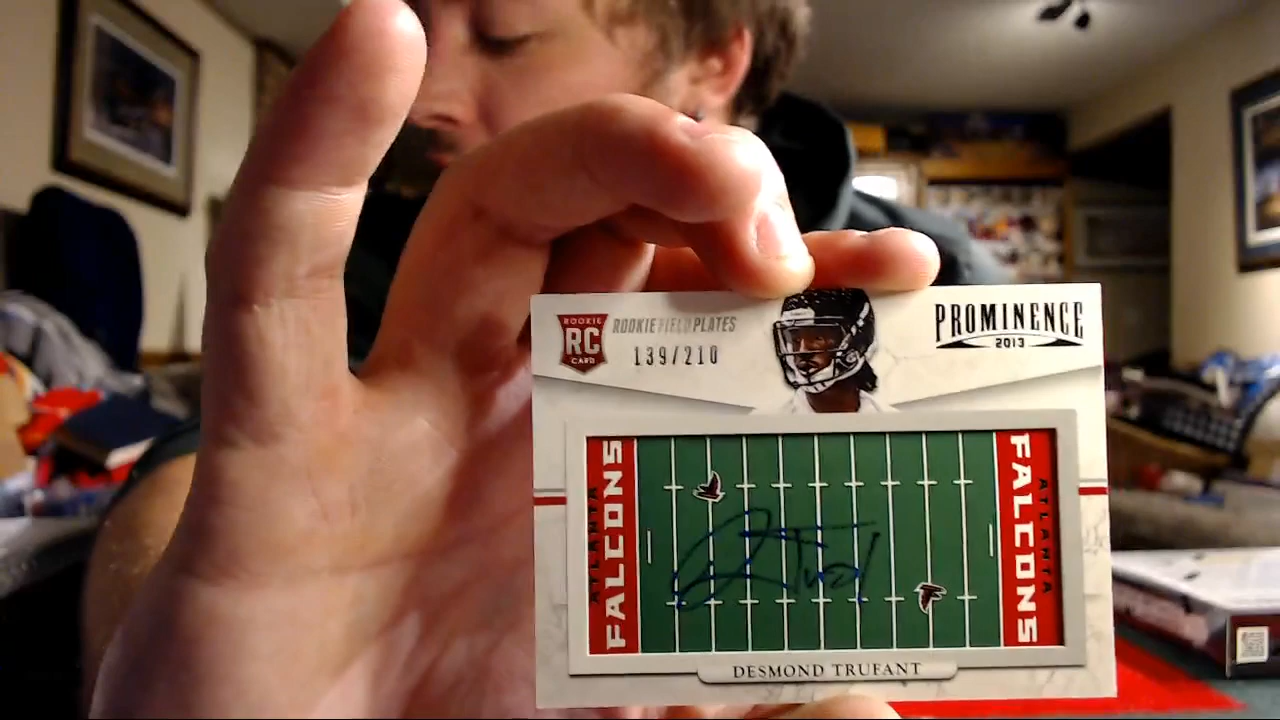 ROOKIE
RC
CARD
ROOKIE FIELD PLATES
139/210
PROMINENCE
2013
ATLANTA
FALCONS
FALCONS
ATLANTA
DESMOND TRUFANT